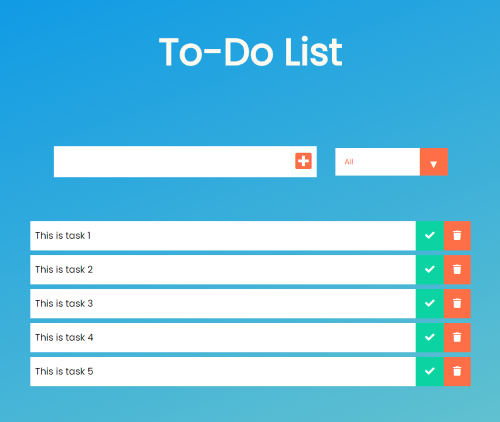 To-Do List
All
This is task 1
This is task 2
This is task 3
This is task 4
This is task 5